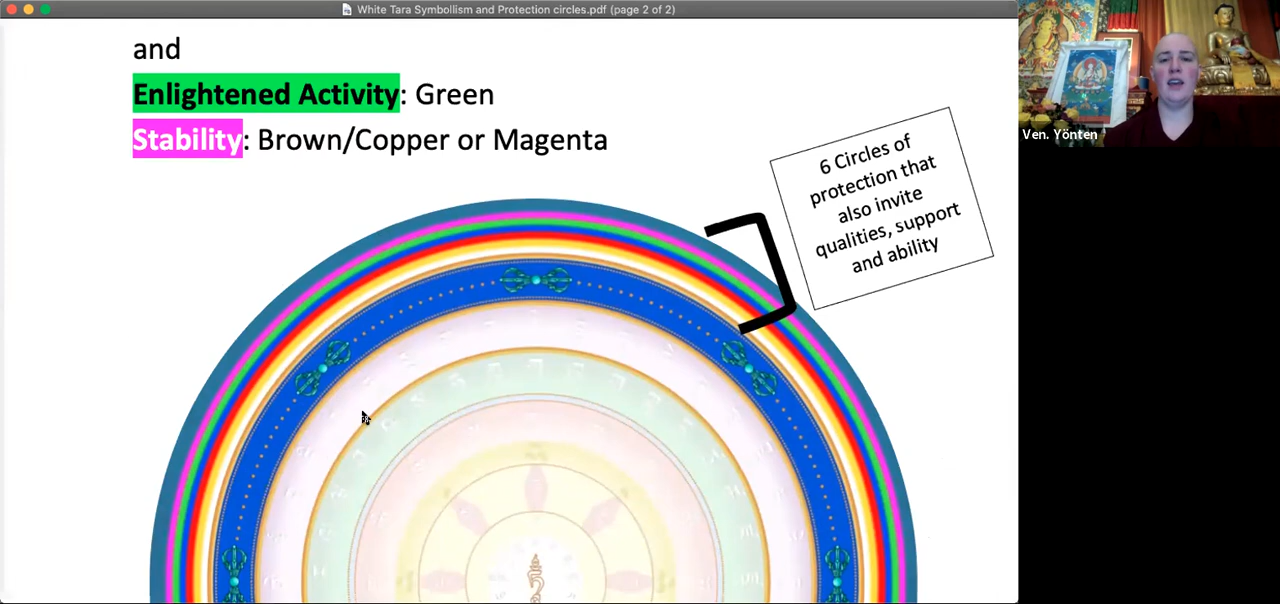 White Tara Symbollism and Protection circles.pdf (page 2 of 2)
and
Enlightened Activity: Green
Stability: Brown/Copper or Magenta
6 Circles of
protection that
also invite
qualities, support
and ability
Ven. Yönten